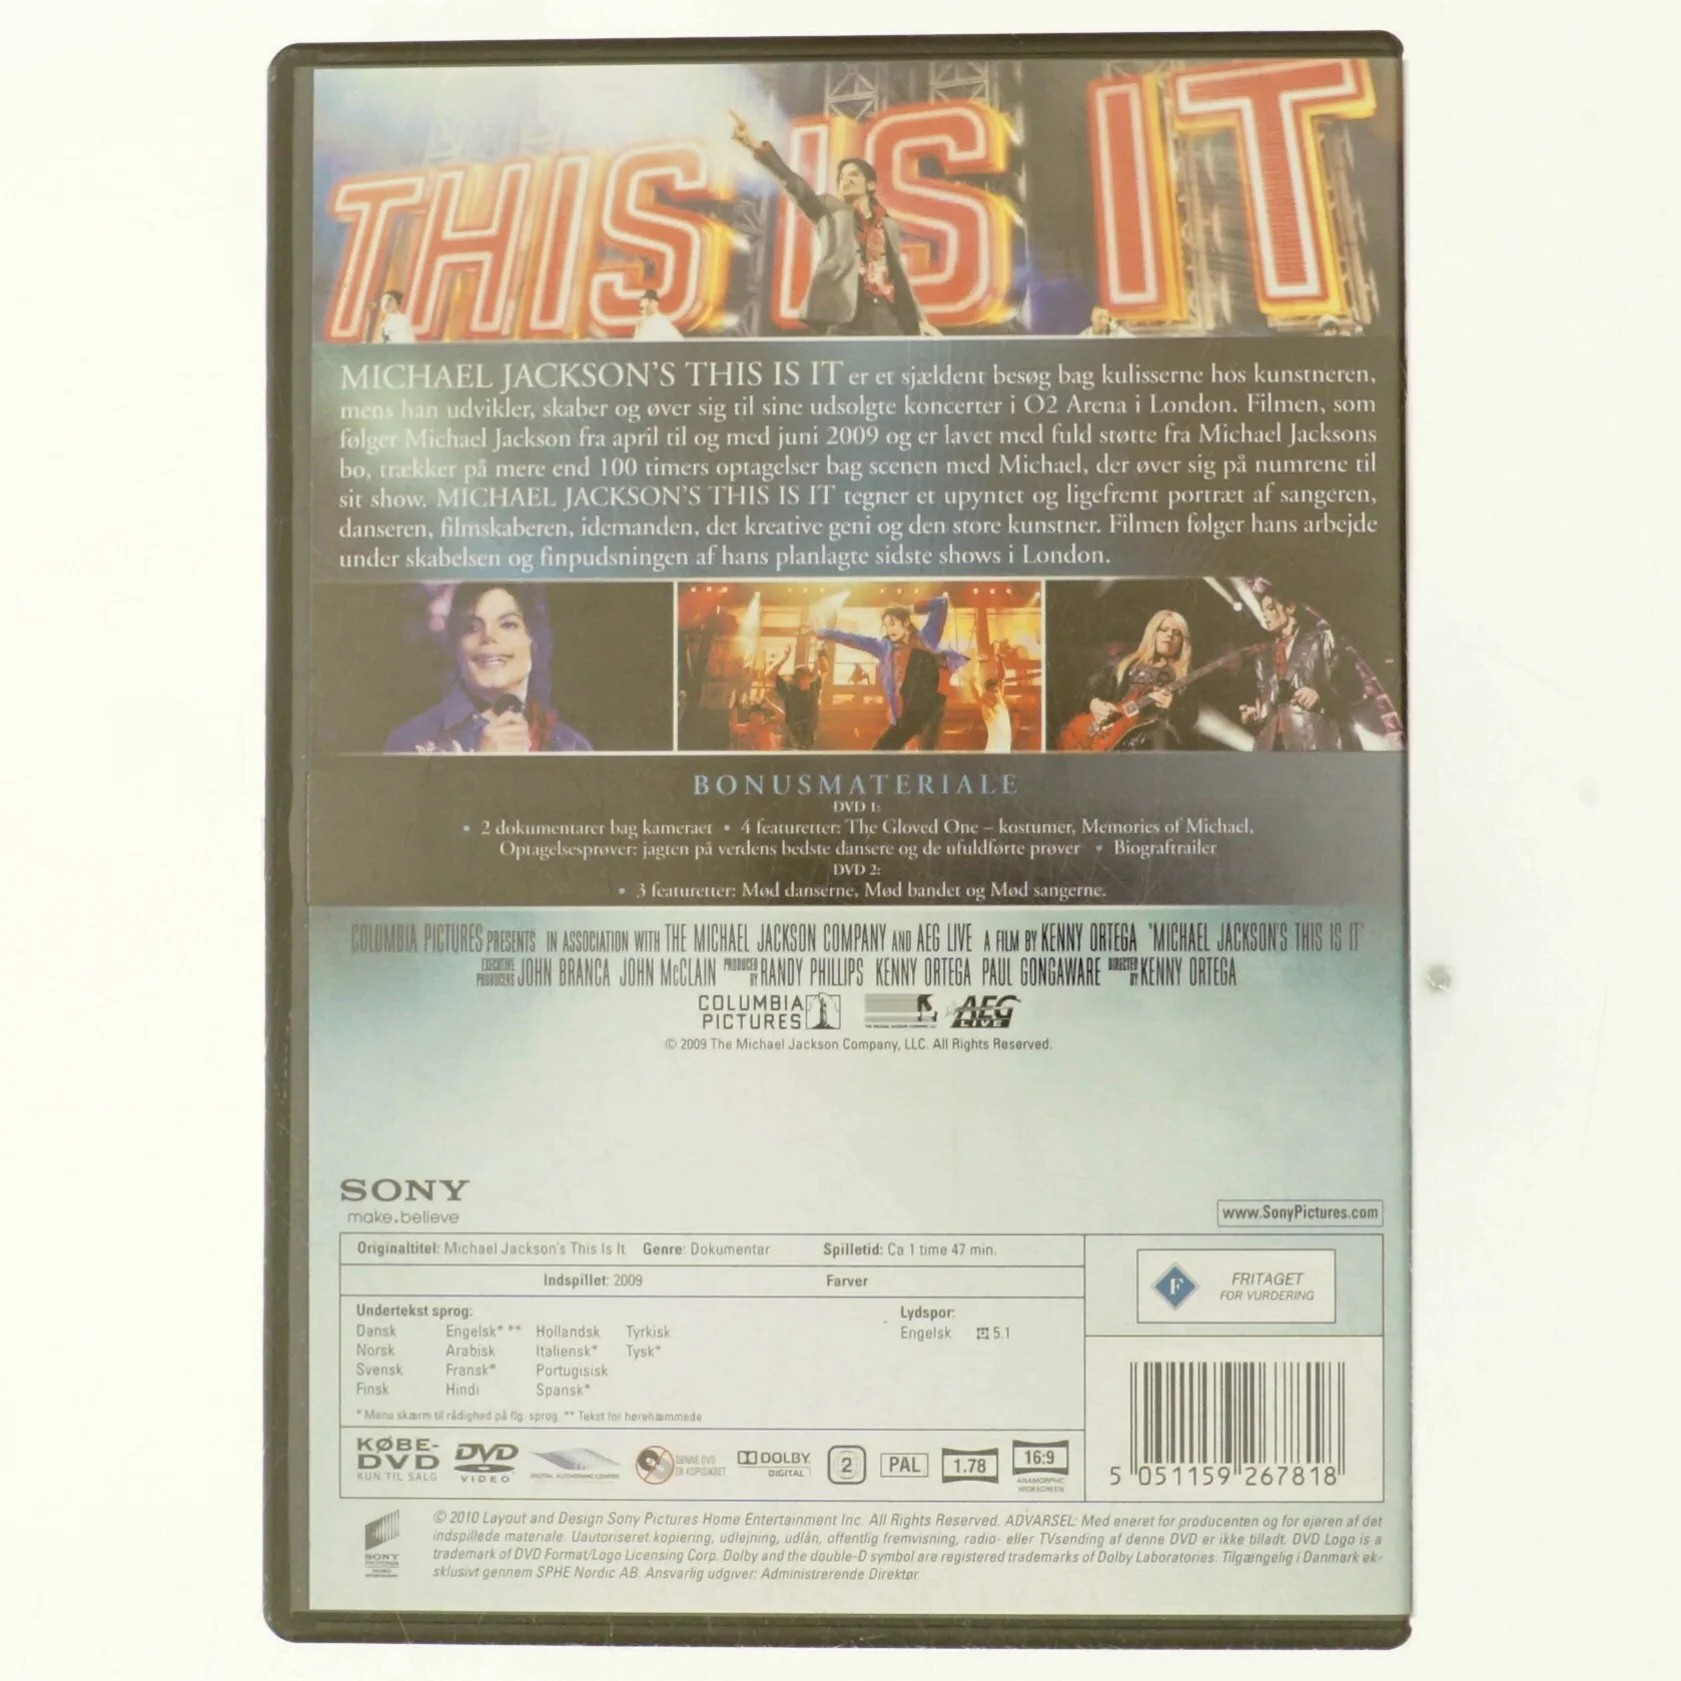 THIS IS IT
MICHAEL JACKSON'S THIS IS IT er et sjældent besøg bag kulisserne hos kunstneren,
mens han udvikler, skaber og øver sig til sine udsolgte koncerter i O2 Arena i London. Filmen, som
følger Michael Jackson fra april til og med juni 2009 og er lavet med fuld støtte fra Michael Jacksons
bo, trækker på mere end 100 timers optagelser bag scenen med Michael, der øver sig på numrene til
sit show. MICHAEL JACKSON'S THIS IS IT tegner et upyntet og ligefremt portræt af sangeren,
danseren, filmskaberen, idemanden, det kreative geni og den store kunstner. Filmen følger hans arbejde
under skabelsen og finpudsningen af hans planlagte sidste shows i London.
BONUSMATERIALE
DVD 1:
• 2 dokumentarer bag kameraet • 4 featuretter: The Gloved One – kostumer, Memories of Michael,
Optagelsesprøver: jagten på verdens bedste dansere og de ufuldførte prøver • Biograftrailer
DVD 2:
• 3 featuretter: Mød danserne, Mød bandet og Mød sangerne.
COLUMBIA PICTURES PRESENTS IN ASSOCIATION WITH THE MICHAEL JACKSON COMPANY AND AEG LIVE A FILM BY KENNY ORTEGA "MICHAEL JACKSON'S THIS IS IT"
EXECUTIVE PRODUCERS JOHN BRANCA JOHN McCLAIN PRODUCED BY RANDY PHILLIPS KENNY ORTEGA PAUL GONGAWARE DIRECTED BY KENNY ORTEGA
COLUMBIA PICTURES AEG LIVE
© 2009 The Michael Jackson Company, LLC. All Rights Reserved.
SONY
make.believe
www.SonyPictures.com
Originaltitel: Michael Jackson's This Is It Genre: Dokumentar Spilletid: Ca 1 time 47 min.
Indspillet: 2009 Farver
FRITAGET
F FOR VURDERING
Undertekst sprog: Lydspor:
Dansk Engelsk* ** Hollandsk Tyrkisk Engelsk 5.1
Norsk Arabisk Italiensk* Tysk*
Svensk Fransk* Portugisisk
Finsk Hindi Spansk*
* Menu skærm til rådighed på flg. sprog ** Tekst for hørehæmmede
KØBE-
DVD
KUN TIL SALG
DVD VIDEO
DENNE DVD
ER KOPISIKRET
DOLBY DIGITAL 2 PAL 1.78 16:9
ANAMORPHIC
WIDESCREEN
5 051159 267818
SONY PICTURES
© 2010 Layout and Design Sony Pictures Home Entertainment Inc. All Rights Reserved. ADVARSEL: Med eneret for producenten og for ejeren af det
indspillede materiale. Uautoriseret kopiering, udlejning, udlån, offentlig fremvisning, radio- eller TVsending af denne DVD er ikke tilladt. DVD Logo is a
trademark of DVD Format/Logo Licensing Corp. Dolby and the double-D symbol are registered trademarks of Dolby Laboratories. Tilgængelig i Danmark ek-
sklusivt gennem SPHE Nordic AB. Ansvarlig udgiver: Administrerende Direktør.